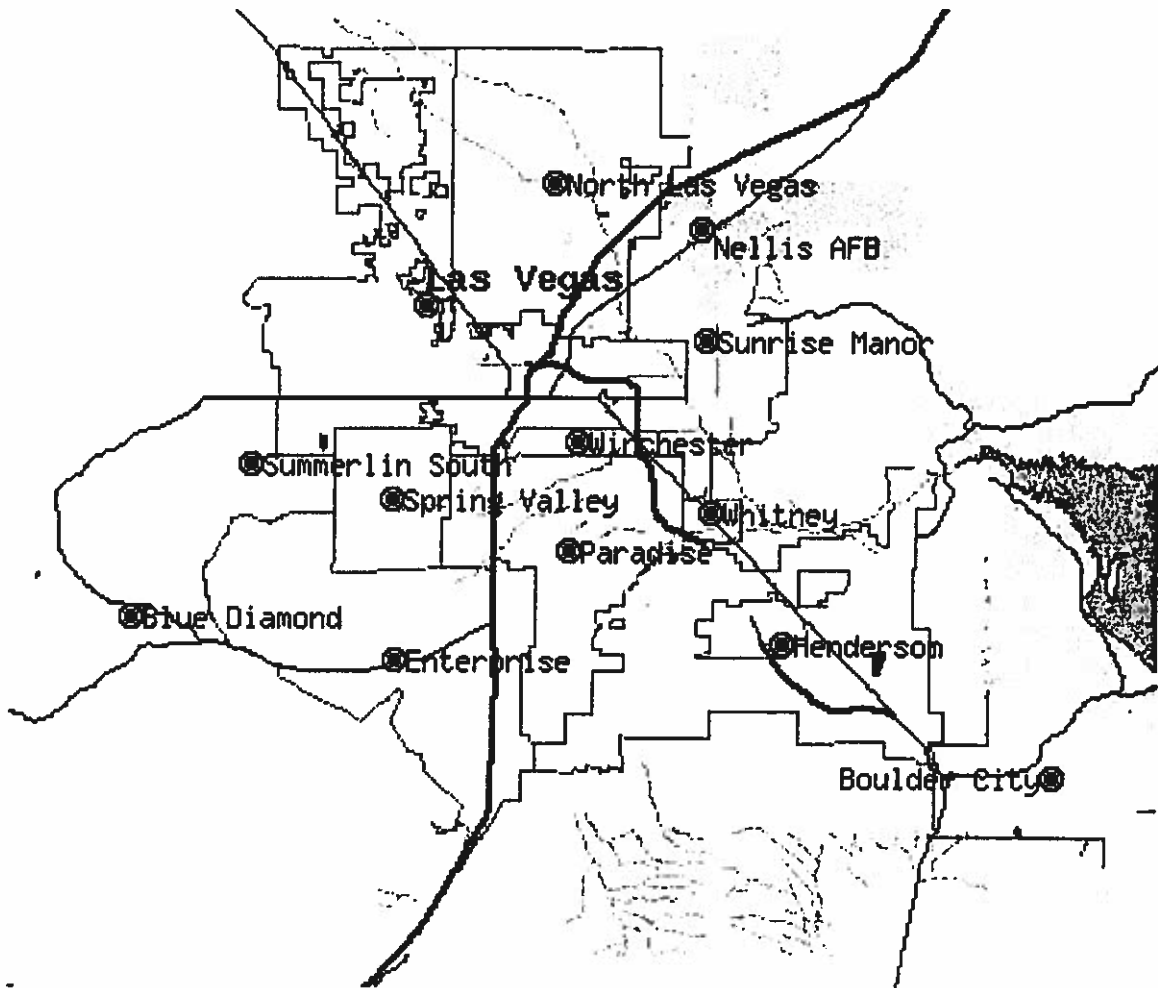 North Las Vegas
Nellis AFB
Las Vegas
Sunrise Manor
Winchester
Summerlin South
Spring Valley
Whitney
Paradise
Blue Diamond
Henderson
Enterprise
Boulder City